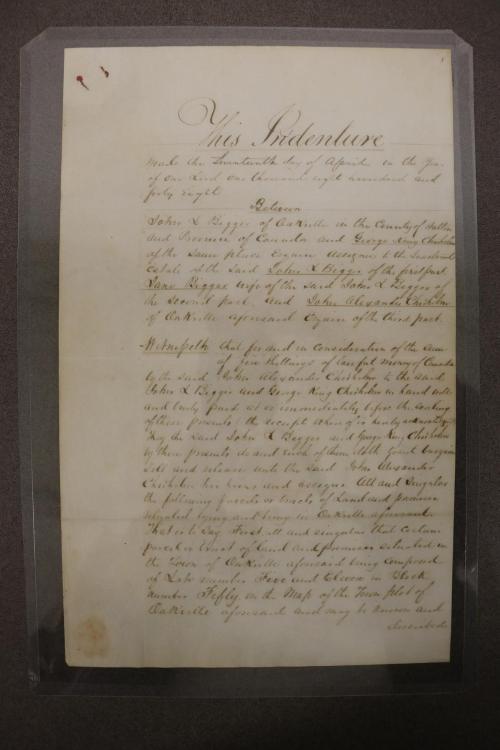 This Indenture
made the Seventeenth day of April in the Year
of our Lord one thousand eight hundred and
forty eight
Between
John L Bigger of Oakville in the County of Halton
and Province of Canada and George King Chisholm
of the Same place Esquire Assignee to the Insolvent
Estate of the Said John L Bigger of the first part
Jane Bigger wife of the Said John L Bigger of
the Second part, and John Alexander Chisholm
of Oakville aforesaid Esquire of the third part.
Witnesseth that for and in Consideration of the Sum
of five Shillings of lawful money of Canada
by the said John Alexander Chisholm to the Said
John L Bigger and George King Chisholm in hand well
and truly paid at or immediately before the Sealing
of these presents the receipt whereof is hereby acknowledged
They the Said John L Bigger and George King Chisholm
by these presents do and each of them doth Grant bargain
Sell and release unto the Said John Alexander
Chisholm his heirs and assigns All and Singular
the following parcels or tracts of Land and premises
situated lying and being in Oakville aforesaid
That is to Say First all and singular that certain
parcel or tract of land and premises situated in
the Town of Oakville aforesaid being composed
of Lots number Five and Eleven in Block
number Fifty on the Map of the Town plot of
Oakville aforesaid and may be known and
described